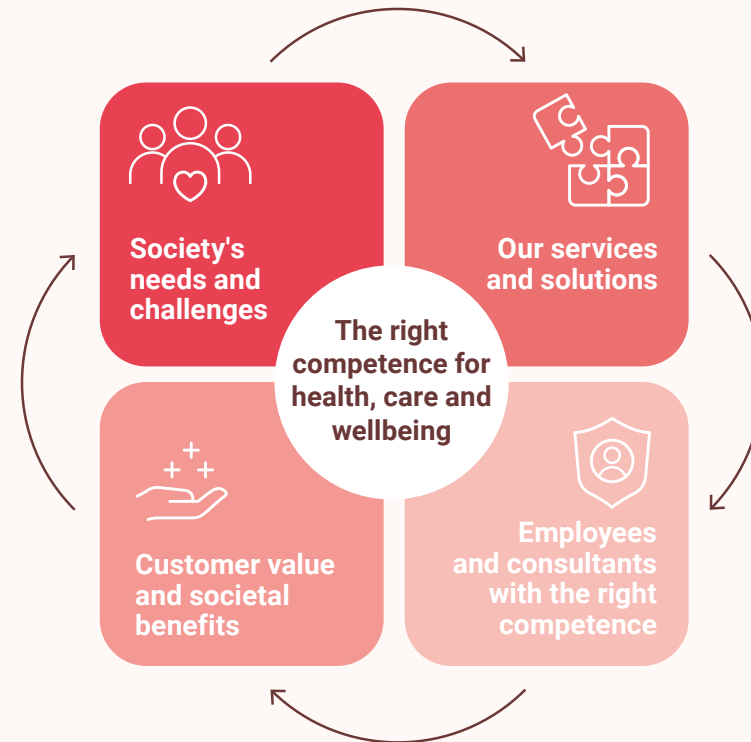 Society's
needs and
challenges
Our services
and solutions
The right
competence for
health, care and
wellbeing
Customer value
and societal
benefits
Employees
and consultants
with the right
competence